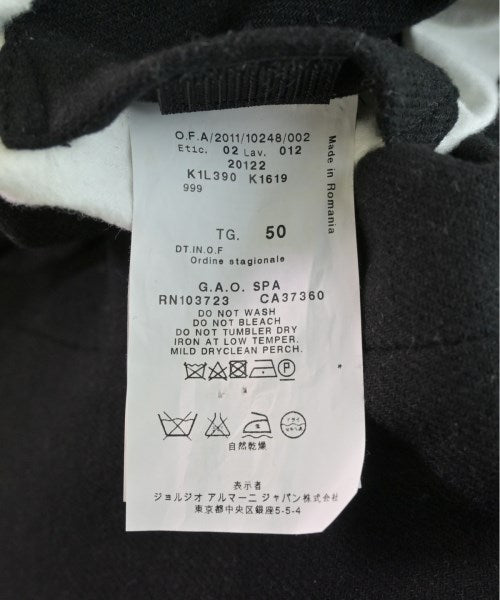 O.F.A/2011/10248/002
Etic. 02 Lav. 012
20122
K1L390 K1619
999
Made in Romania
TG. 50
DT.IN.O.F
Ordine stagionale
G.A.O. SPA
RN103723 CA37360
DO NOT WASH
DO NOT BLEACH
DO NOT TUMBLER DRY
IRON AT LOW TEMPER.
MILD DRYCLEAN PERCH.
P
自然乾燥
表示者
ジョルジオ アルマーニ ジャパン株式会社
東京都中央区銀座5-5-4